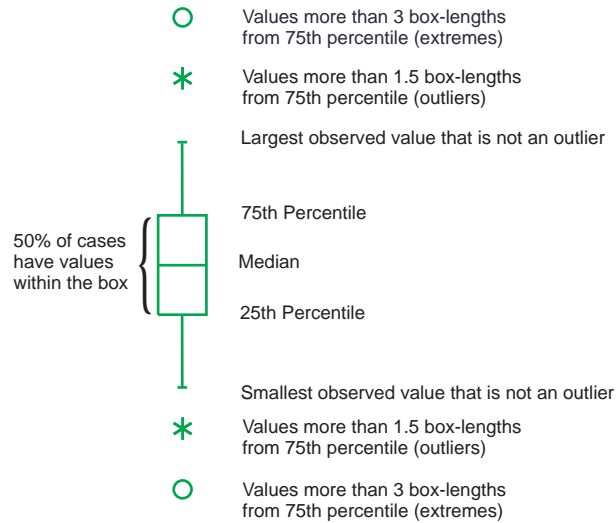 Values more than 3 box-lengths
from 75th percentile (extremes)
Values more than 1.5 box-lengths
from 75th percentile (outliers)
Largest observed value that is not an outlier
75th Percentile
50% of cases
have values
within the box
Median
25th Percentile
Smallest observed value that is not an outlier
Values more than 1.5 box-lengths
from 75th percentile (outliers)
Values more than 3 box-lengths
from 75th percentile (extremes)